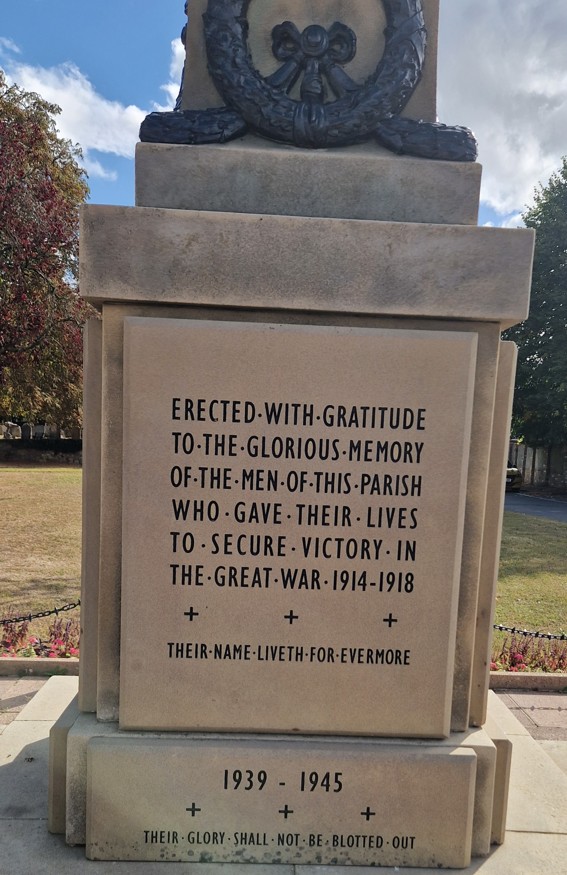 ERECTED·WITH·GRATITUDE
TO·THE·GLORIOUS·MEMORY
OF·THE·MEN·OF·THIS·PARISH
WHO·GAVE·THEIR·LIVES
TO·SECURE·VICTORY·IN
THE·GREAT·WAR·1914-1918
+ + +
THEIR·NAME·LIVETH·FOR·EVERMORE
1939 - 1945
+ + +
THEIR·GLORY·SHALL·NOT·BE·BLOTTED·OUT